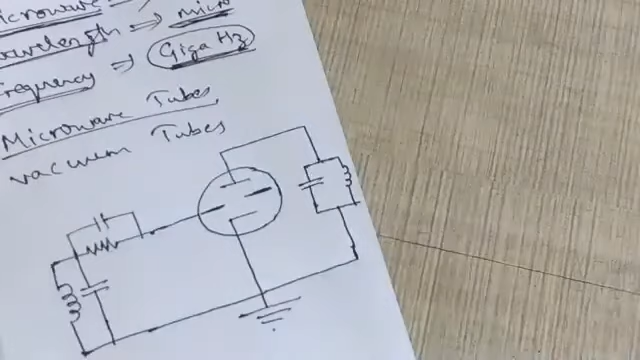 Microwave
Wavelength => micro
Frequency => Giga Hz
Microwave Tubes,
vacuum Tubes